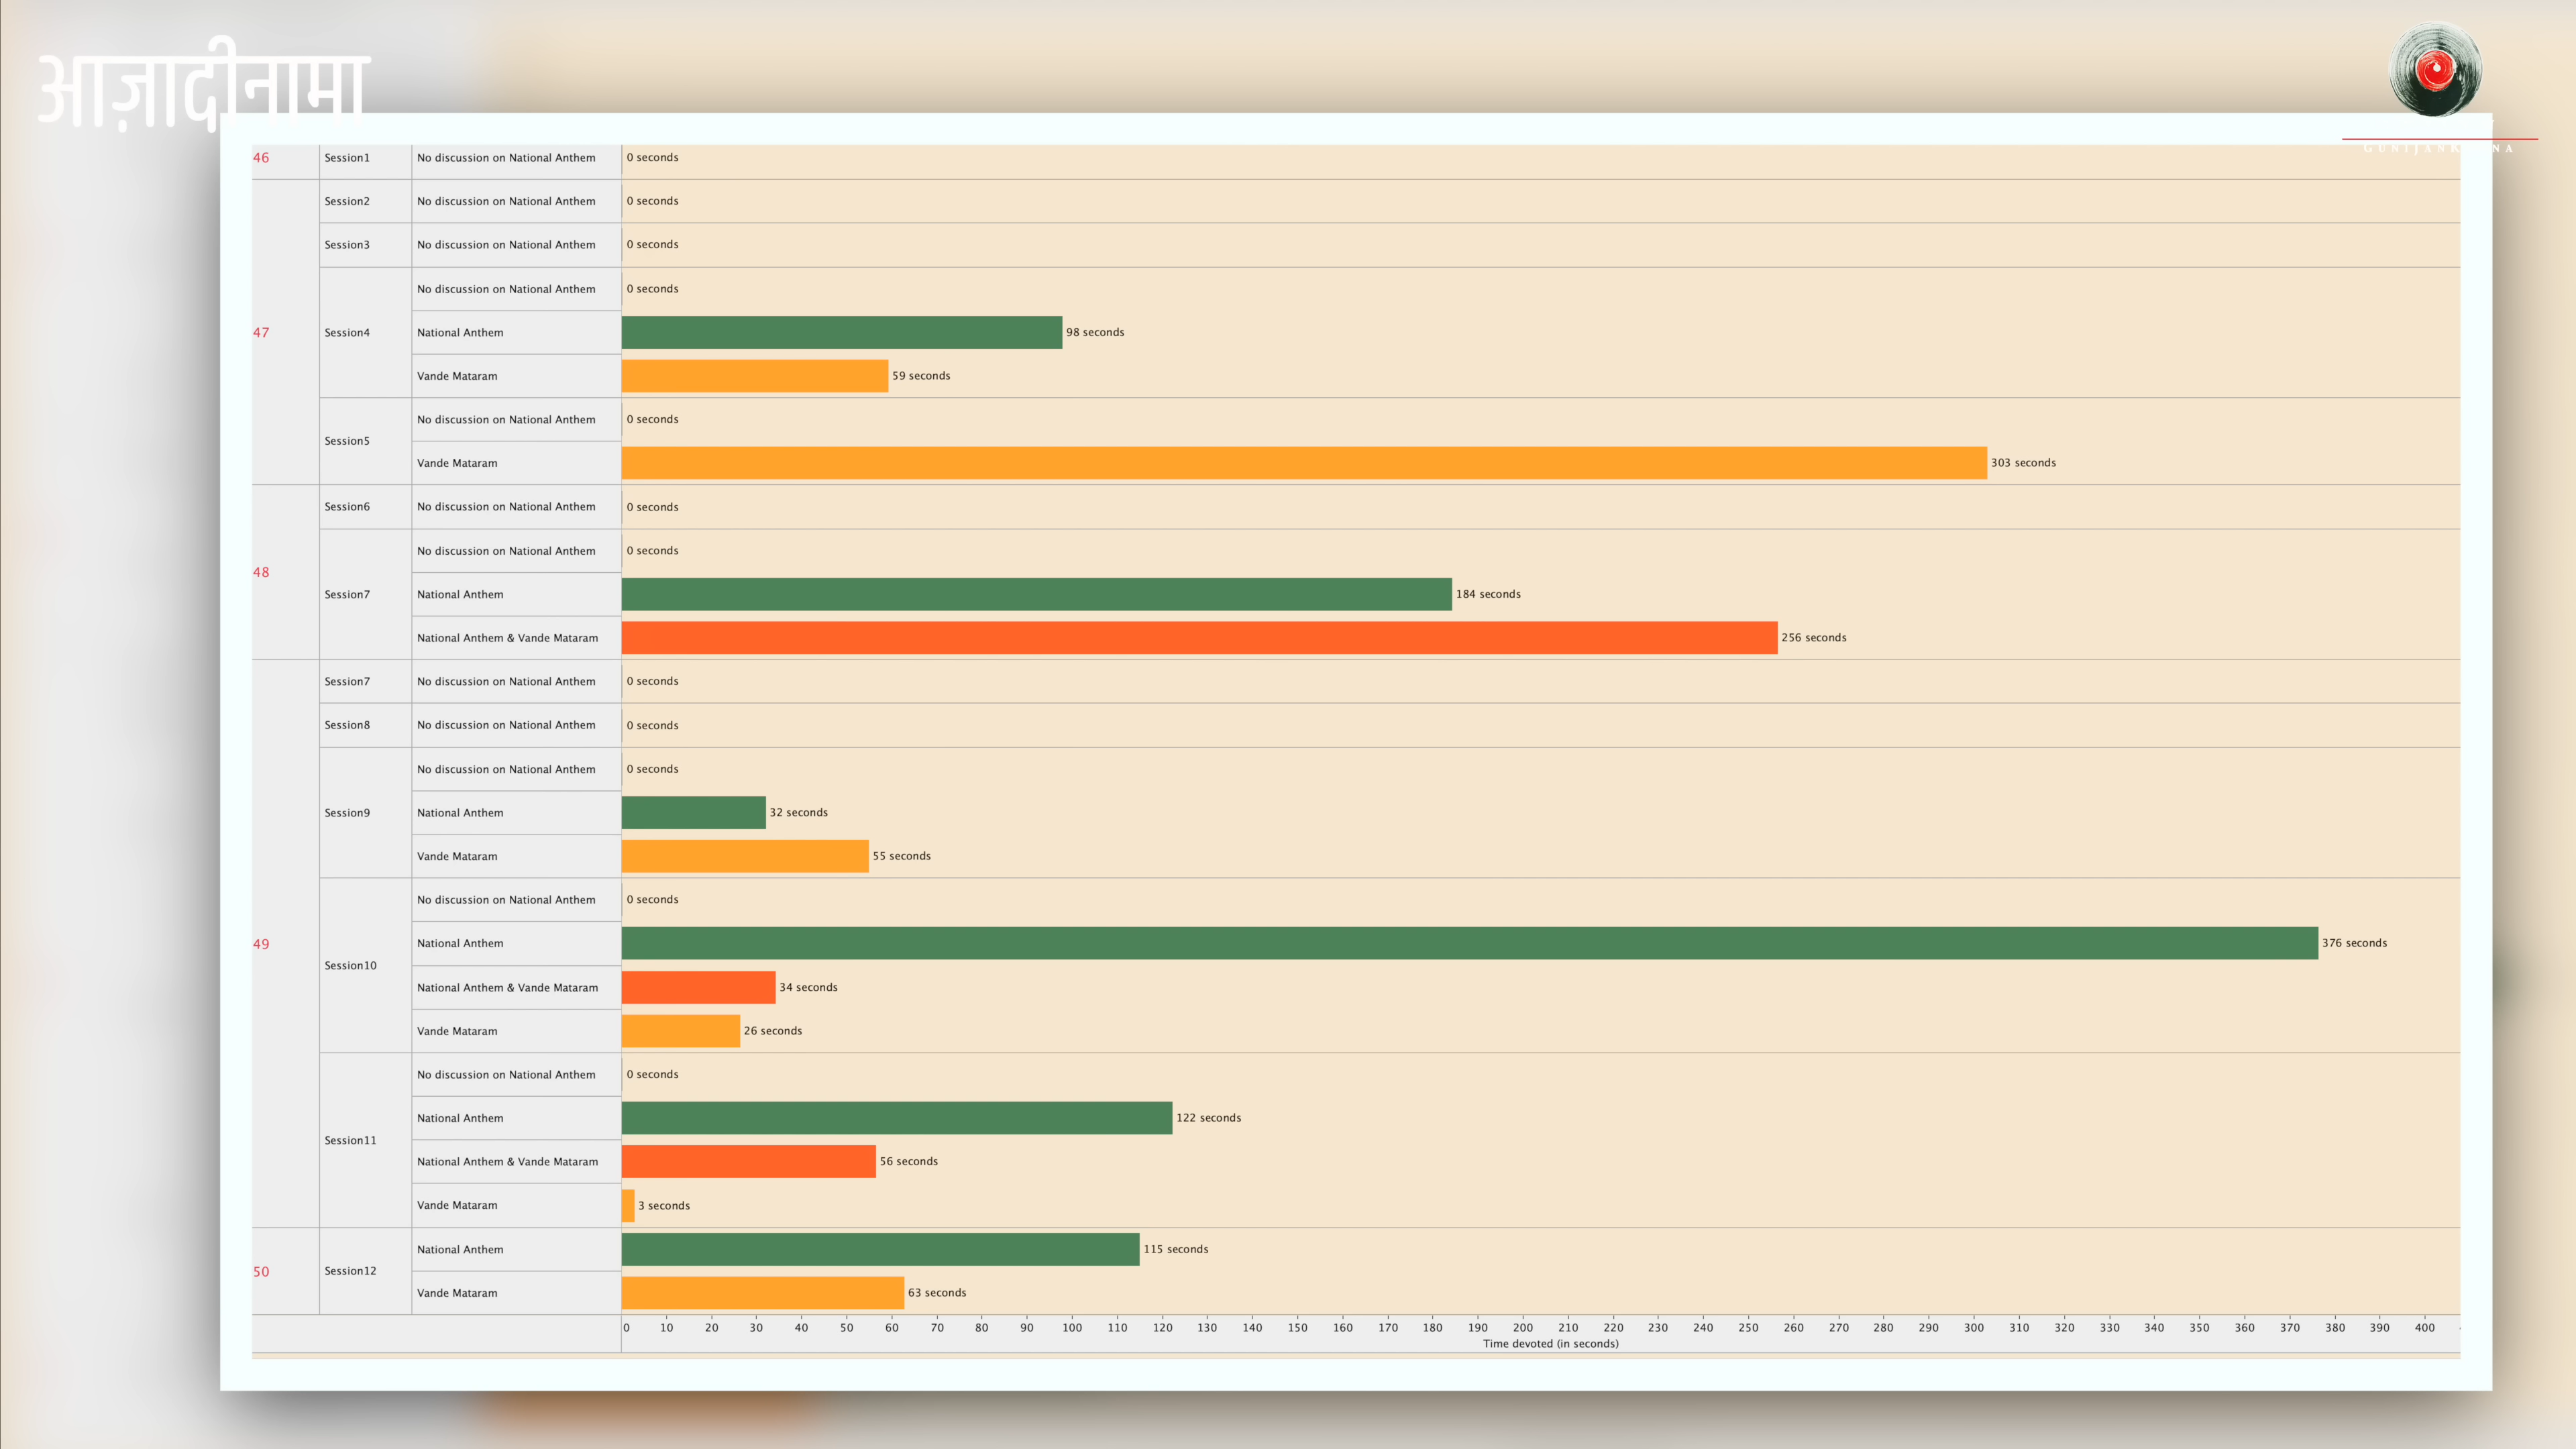 आज़ादीनामा
46 Session1 No discussion on National Anthem 0 seconds
Session2 No discussion on National Anthem 0 seconds
Session3 No discussion on National Anthem 0 seconds
No discussion on National Anthem 0 seconds
47 Session4 National Anthem 98 seconds
Vande Mataram 59 seconds
No discussion on National Anthem 0 seconds
Session5
Vande Mataram 303 seconds
Session6 No discussion on National Anthem 0 seconds
No discussion on National Anthem 0 seconds
48
Session7 National Anthem 184 seconds
National Anthem & Vande Mataram 256 seconds
Session7 No discussion on National Anthem 0 seconds
Session8 No discussion on National Anthem 0 seconds
No discussion on National Anthem 0 seconds
Session9 National Anthem 32 seconds
Vande Mataram 55 seconds
No discussion on National Anthem 0 seconds
49 National Anthem 376 seconds
Session10
National Anthem & Vande Mataram 34 seconds
Vande Mataram 26 seconds
No discussion on National Anthem 0 seconds
National Anthem 122 seconds
Session11
National Anthem & Vande Mataram 56 seconds
Vande Mataram 3 seconds
National Anthem 115 seconds
50 Session12
Vande Mataram 63 seconds
0 10 20 30 40 50 60 70 80 90 100 110 120 130 140 150 160 170 180 190 200 210 220 230 240 250 260 270 280 290 300 310 320 330 340 350 360 370 380 390 400
Time devoted (in seconds)